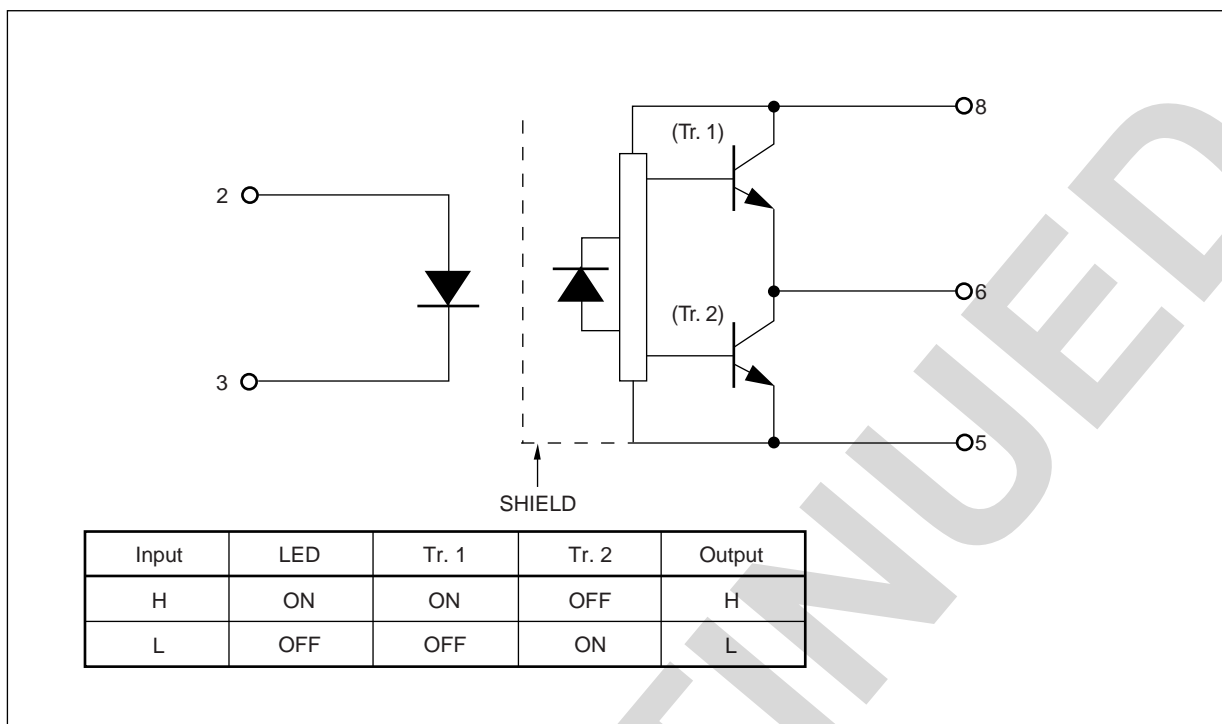 8
(Tr. 1)
2
6
(Tr. 2)
3
5
SHIELD
Input LED Tr. 1 Tr. 2 Output
H ON ON OFF H
L OFF OFF ON L
TINUED